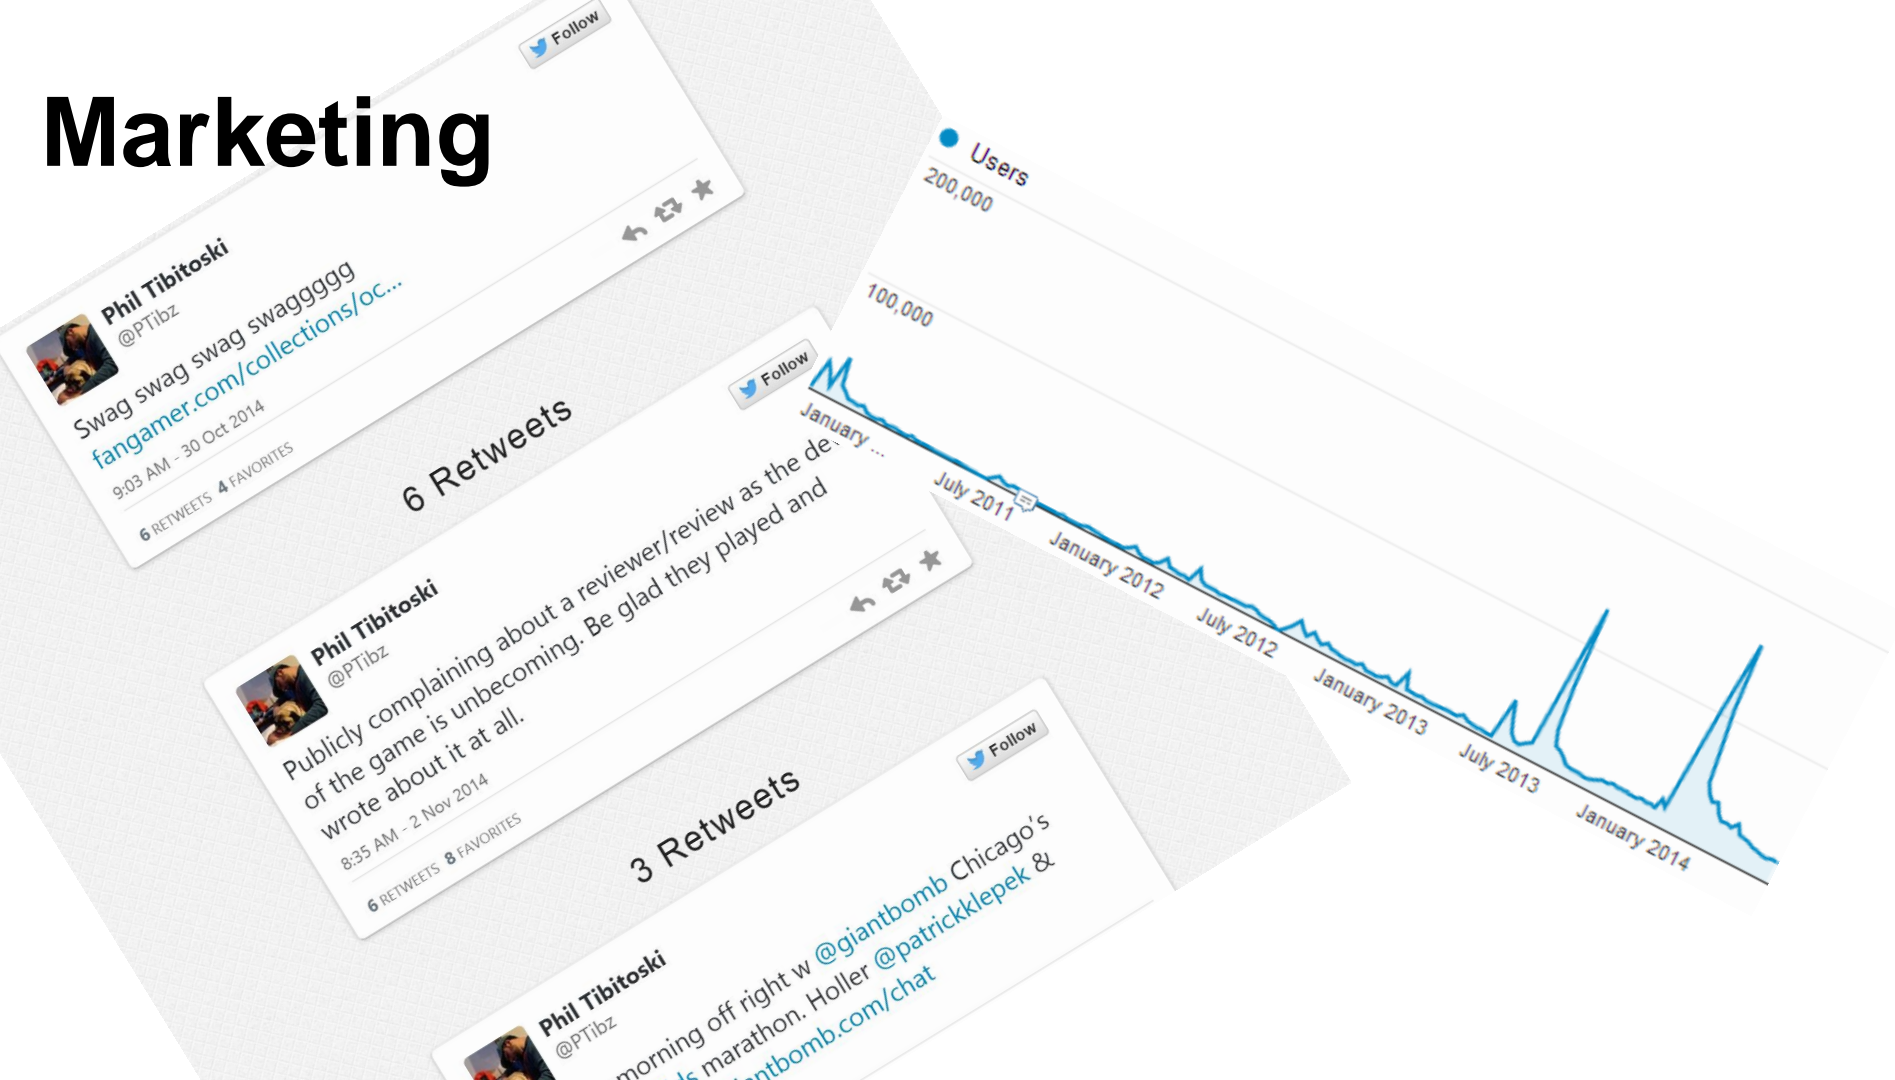 Marketing
Follow
Phil Tibitoski
@PTibz
Swag swag swag swaggggg
fangamer.com/collections/oc...
9:03 AM - 30 Oct 2014
6 RETWEETS 4 FAVORITES
6 Retweets
Follow
Phil Tibitoski
@PTibz
Publicly complaining about a reviewer/review as the
of the game is unbecoming. Be glad they played and
wrote about it at all.
8:35 AM - 2 Nov 2014
6 RETWEETS 8 FAVORITES
3 Retweets
Follow
Phil Tibitoski
@PTibz
morning off right w @giantbomb Chicago's
marathon. Holler @patrickklepek &
ntbomb.com/chat
Users
200,000
100,000
January ...
July 2011
January 2012
July 2012
January 2013
July 2013
January 2014